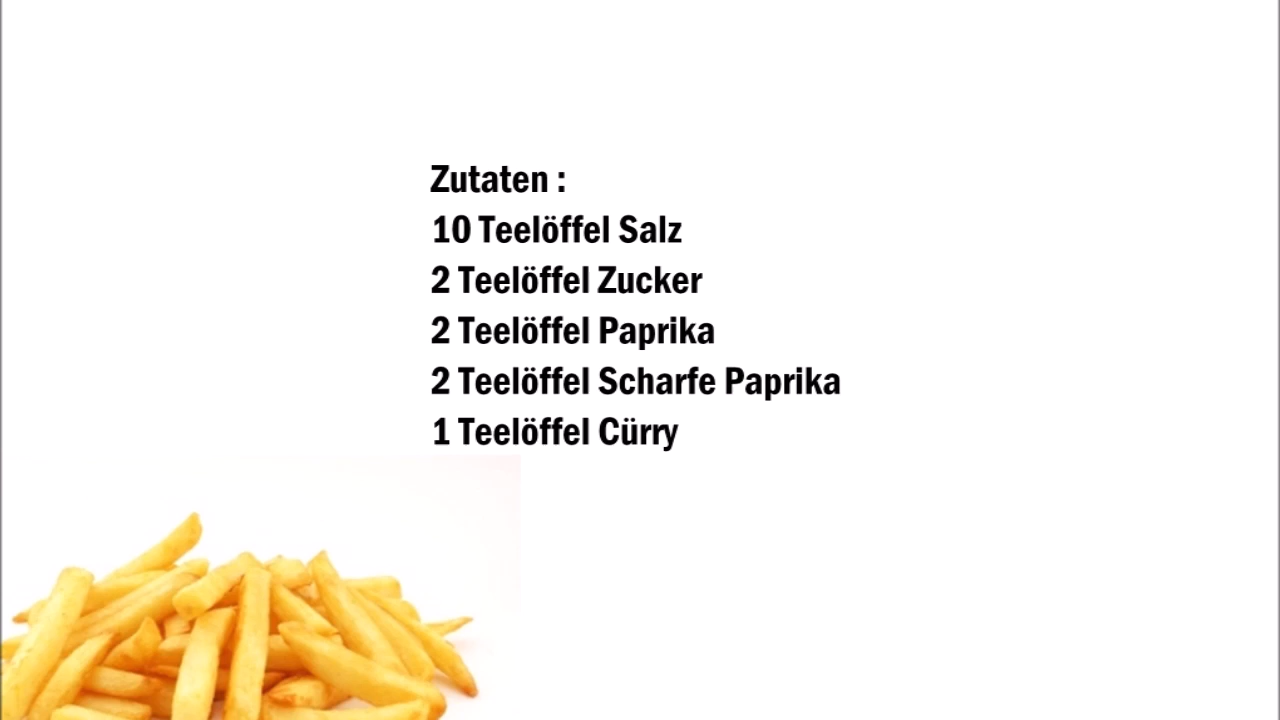 Zutaten :
10 Teelöffel Salz
2 Teelöffel Zucker
2 Teelöffel Paprika
2 Teelöffel Scharfe Paprika
1 Teelöffel Cürry